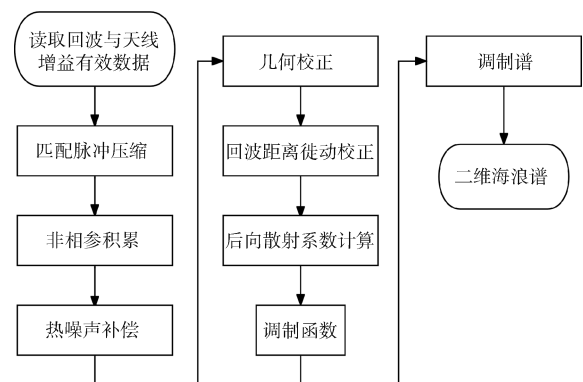 读取回波与天线
增益有效数据
匹配脉冲压缩
非相参积累
热噪声补偿
几何校正
回波距离徙动校正
后向散射系数计算
调制函数
调制谱
二维海浪谱